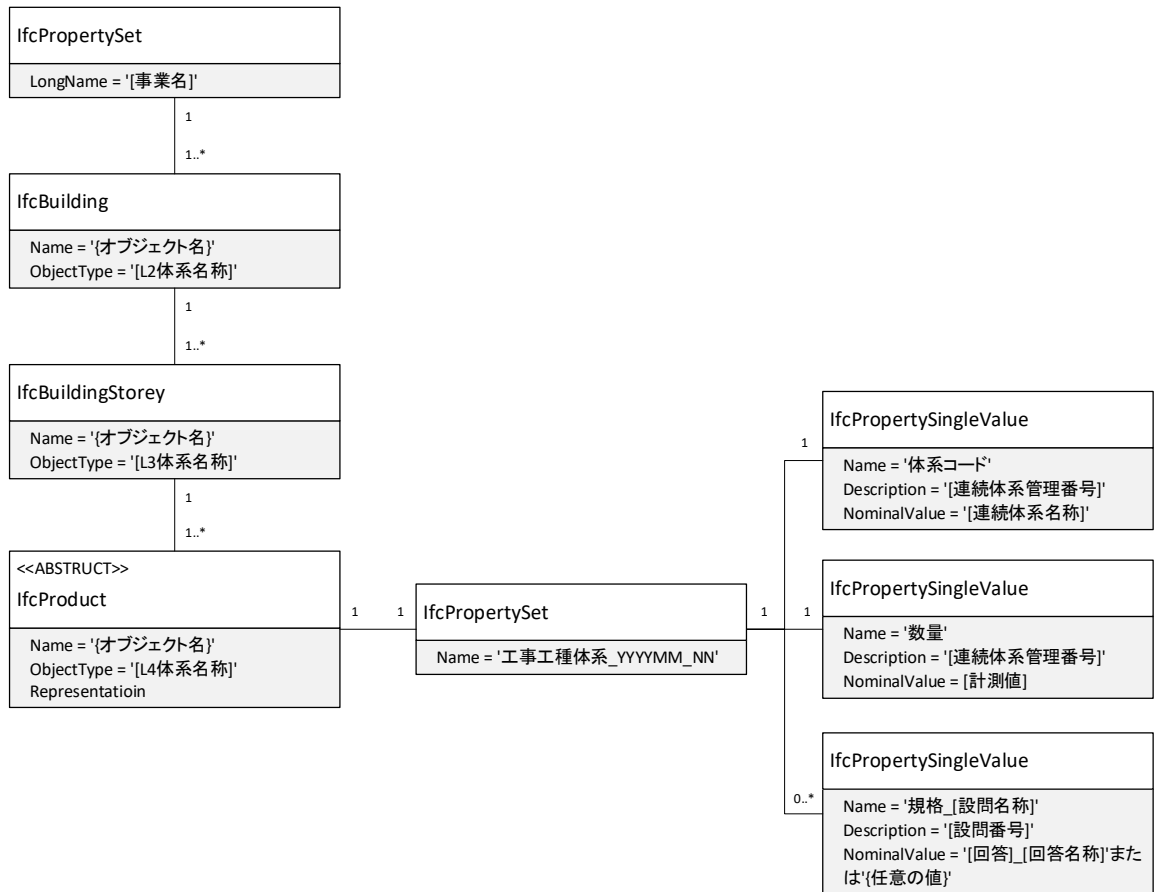 IfcPropertySet
LongName = '[事業名]'
1
1..*
IfcBuilding
Name = '{オブジェクト名}'
ObjectType = '[L2体系名称]'
1
1..*
IfcBuildingStorey
Name = '{オブジェクト名}'
ObjectType = '[L3体系名称]'
1
1..*
<<ABSTRUCT>>
IfcProduct
Name = '{オブジェクト名}'
ObjectType = '[L4体系名称]'
Representatioin
1
1
IfcPropertySet
Name = '工事工種体系_YYYYMM_NN'
1
1
IfcPropertySingleValue
Name = '体系コード'
Description = '[連続体系管理番号]'
NominalValue = '[連続体系名称]'
1
IfcPropertySingleValue
Name = '数量'
Description = '[連続体系管理番号]'
NominalValue = [計測値]
0..*
IfcPropertySingleValue
Name = '規格_[設問名称]'
Description = '[設問番号]'
NominalValue = '[回答]_[回答名称]'また
は'{任意の値}'